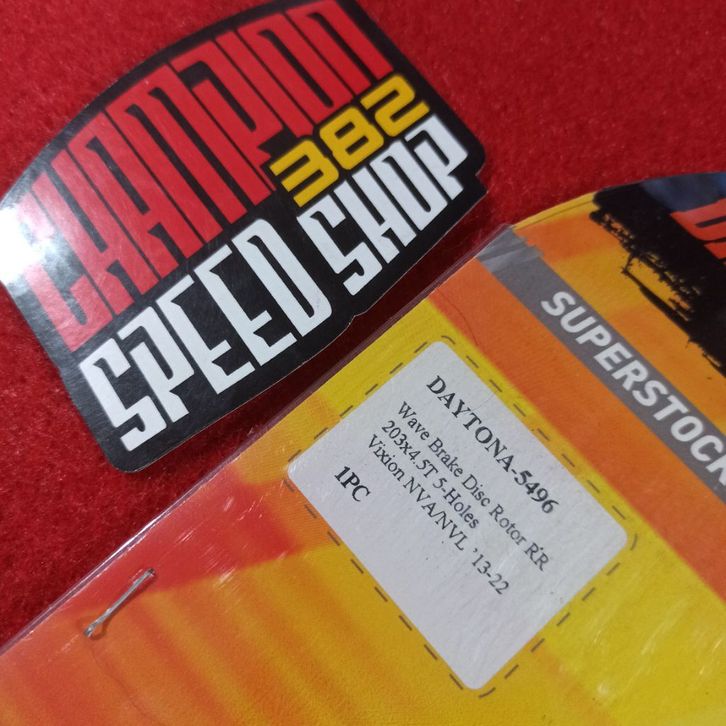 CHAMPION
382
SPEED SHOP
SUPERSTOCK
DAYTONA-5496
Wave Brake Disc Rotor RR
203x4.5T 5-Holes
Vixion NVA/NVL '13-22
1PC